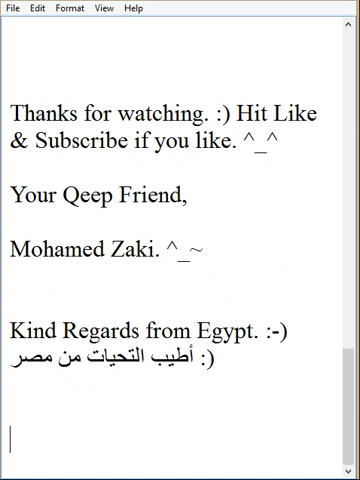 File Edit Format View Help
Thanks for watching. :) Hit Like
& Subscribe if you like. ^_^
Your Qeep Friend,
Mohamed Zaki. ^_~
Kind Regards from Egypt. :-)
أطيب التحيات من مصر :)